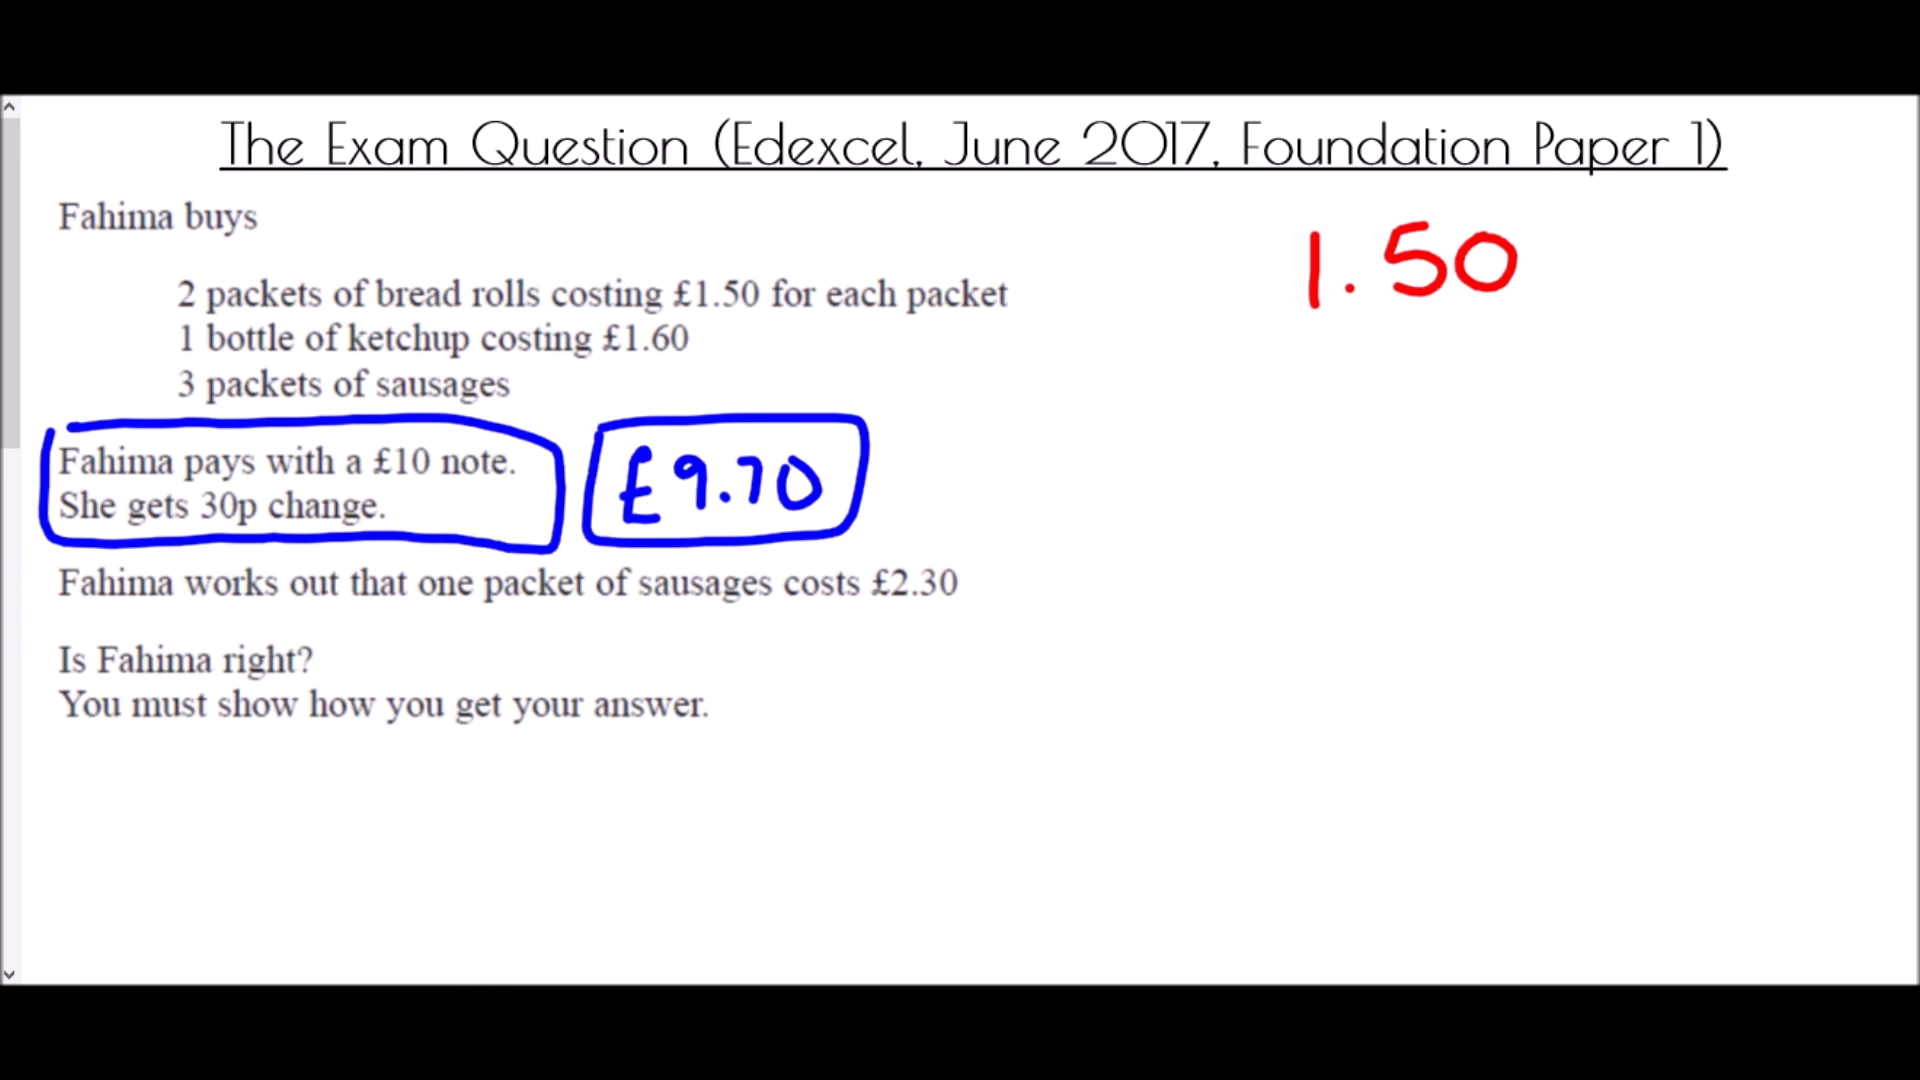 The Exam Question (Edexcel, June 2017, Foundation Paper 1)
Fahima buys
1.50
2 packets of bread rolls costing £1.50 for each packet
1 bottle of ketchup costing £1.60
3 packets of sausages
Fahima pays with a £10 note.
She gets 30p change.
£9.70
Fahima works out that one packet of sausages costs £2.30
Is Fahima right?
You must show how you get your answer.